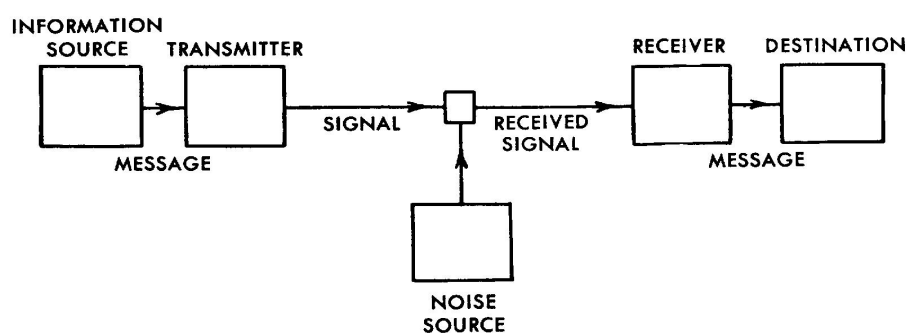 INFORMATION
SOURCE
TRANSMITTER
RECEIVER
DESTINATION
SIGNAL
RECEIVED
SIGNAL
MESSAGE
MESSAGE
NOISE
SOURCE